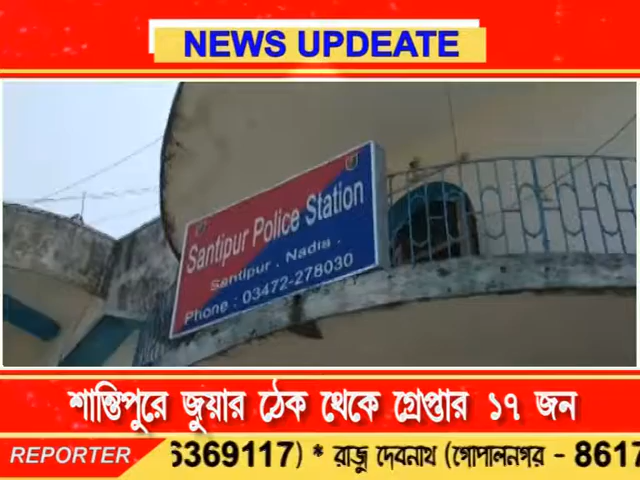 NEWS UPDEATE
Santipur Police Station
Santipur . Nadia .
Phone : 03472-278030
শান্তিপুরে জুয়ার ঠেক থেকে গ্রেপ্তার ১৭ জন
REPORTER 6369117) * রাজু দেবনাথ (গোপালনগর - 8617